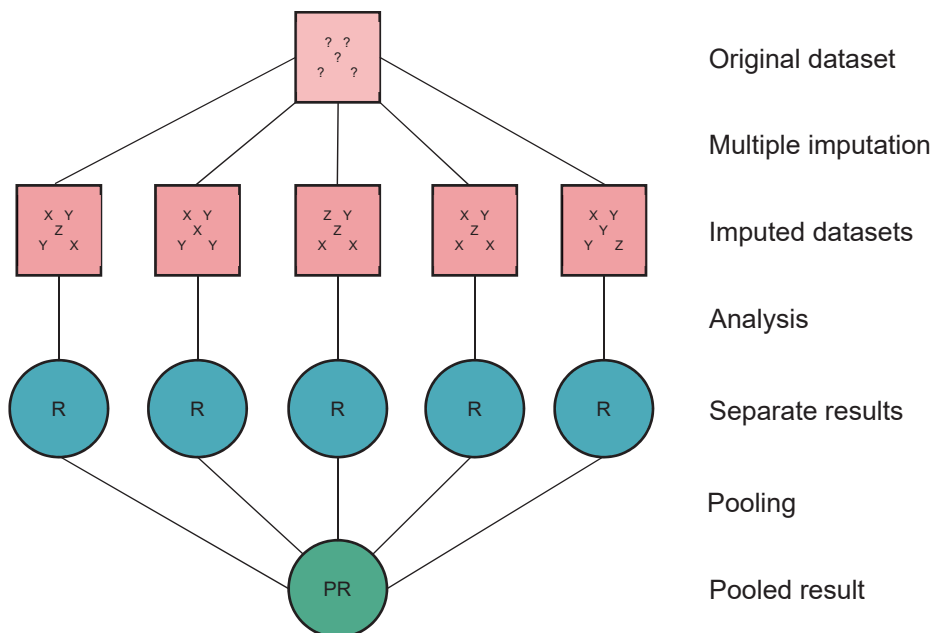 ? ?
?
? ?
Original dataset
Multiple imputation
X Y
Z
Y X
X Y
X
Y Y
Z Y
Z
X X
X Y
Z
X X
X Y
Y
Y Z
Imputed datasets
Analysis
R
R
R
R
R
Separate results
Pooling
PR
Pooled result